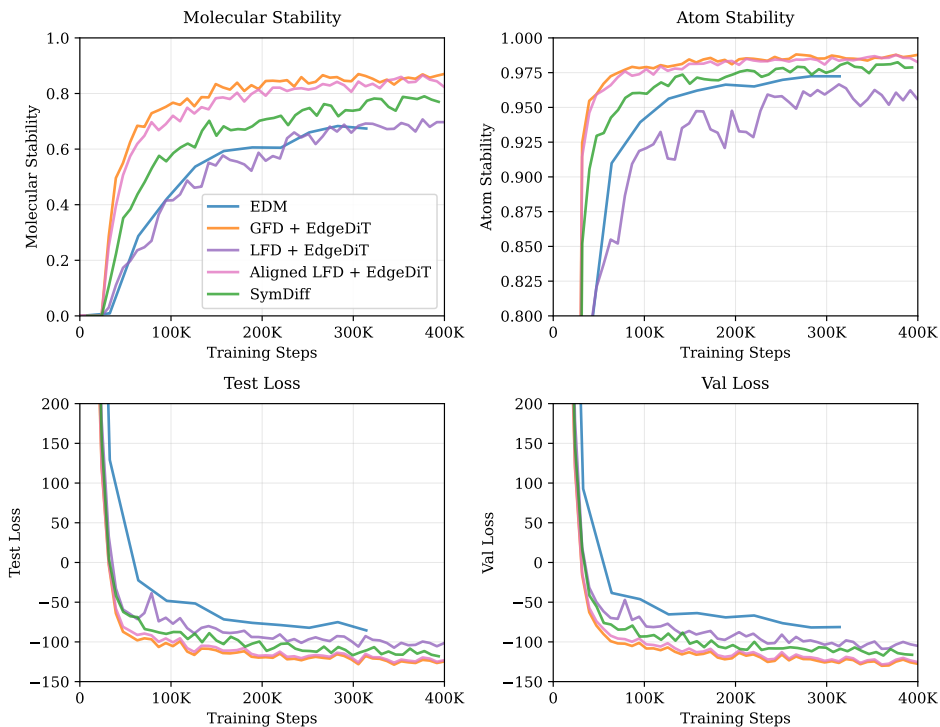 Molecular Stability
1.0
0.8
0.6
0.4
0.2
0.0
Molecular Stability
EDM
GFD + EdgeDiT
LFD + EdgeDiT
Aligned LFD + EdgeDiT
SymDiff
0
100K
200K
300K
400K
Training Steps
Atom Stability
1.000
0.975
0.950
0.925
0.900
0.875
0.850
0.825
0.800
Atom Stability
0
100K
200K
300K
400K
Training Steps
Test Loss
200
150
100
50
0
−50
−100
−150
Test Loss
0
100K
200K
300K
400K
Training Steps
Val Loss
200
150
100
50
0
−50
−100
−150
Val Loss
0
100K
200K
300K
400K
Training Steps